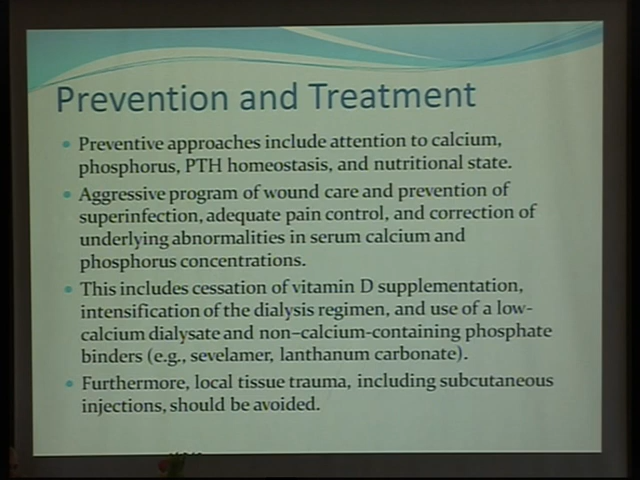 Prevention and Treatment
• Preventive approaches include attention to calcium,
phosphorus, PTH homeostasis, and nutritional state.
• Aggressive program of wound care and prevention of
superinfection, adequate pain control, and correction of
underlying abnormalities in serum calcium and
phosphorus concentrations.
• This includes cessation of vitamin D supplementation,
intensification of the dialysis regimen, and use of a low-
calcium dialysate and non–calcium-containing phosphate
binders (e.g., sevelamer, lanthanum carbonate).
• Furthermore, local tissue trauma, including subcutaneous
injections, should be avoided.